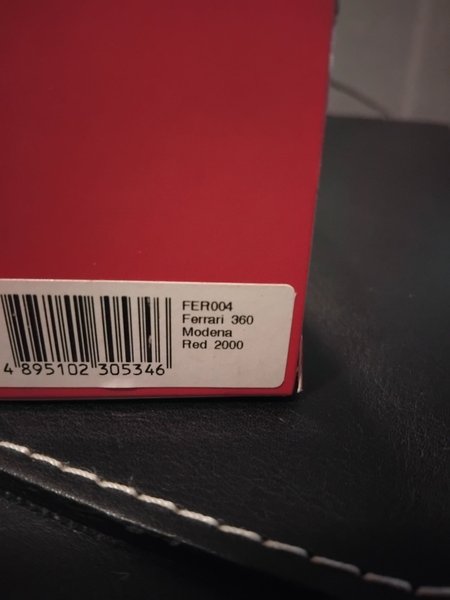 FER004
Ferrari 360
Modena
Red 2000
4 895102 305346